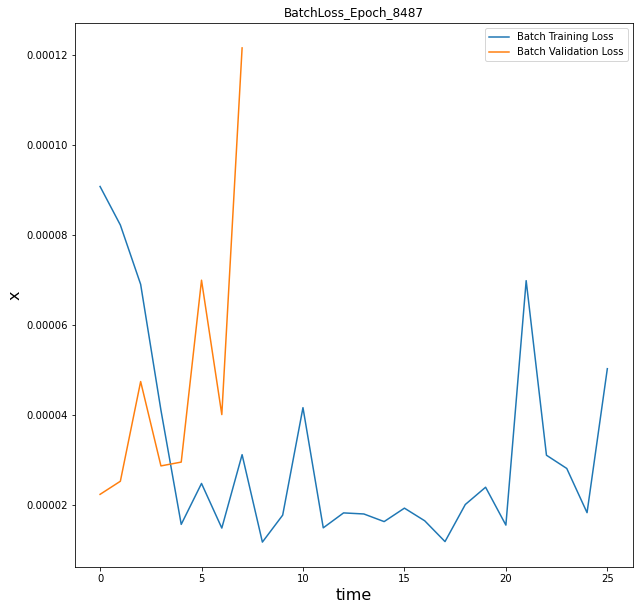 BatchLoss_Epoch_8487
Batch Training Loss
Batch Validation Loss
0.00012
0.00010
0.00008
0.00006
0.00004
0.00002
x
0 5 10 15 20 25
time